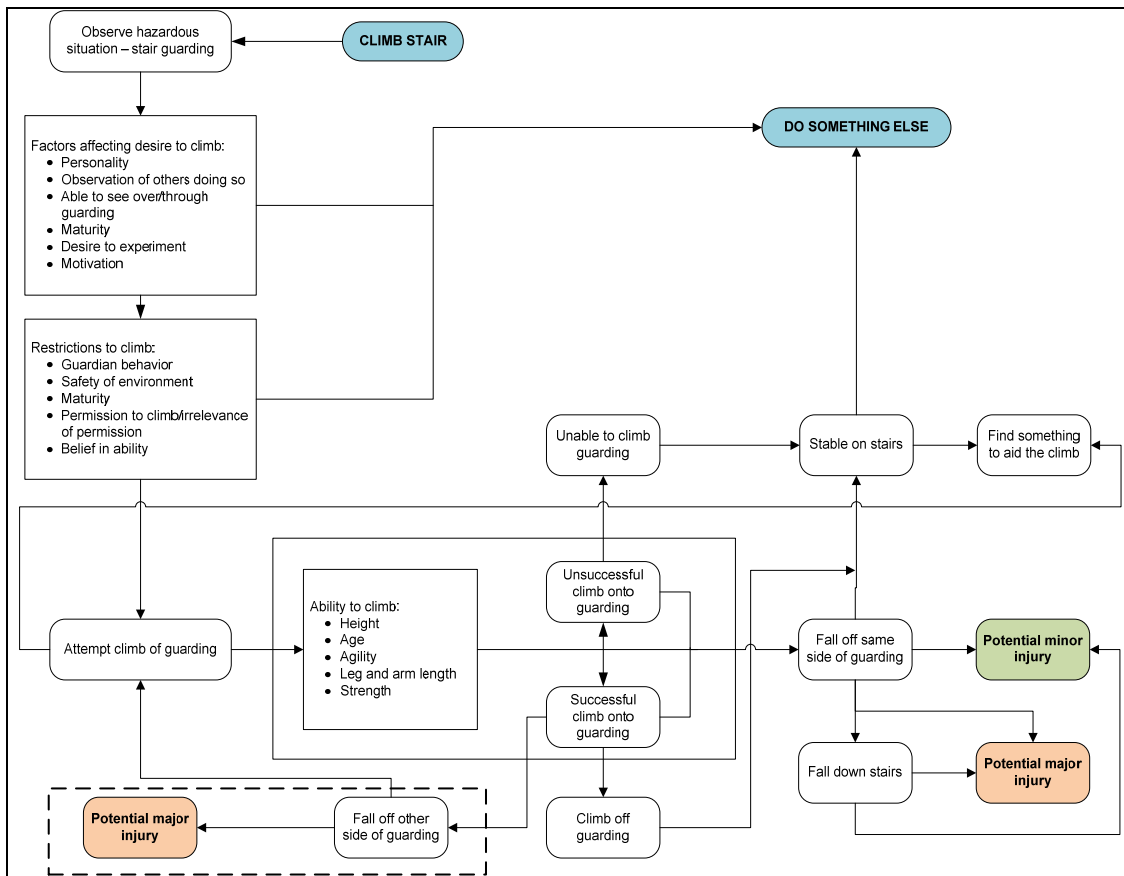 Observe hazardous
situation – stair guarding
CLIMB STAIR
DO SOMETHING ELSE
Factors affecting desire to climb:
• Personality
• Observation of others doing so
• Able to see over/through
guarding
• Maturity
• Desire to experiment
• Motivation
Restrictions to climb:
• Guardian behavior
• Safety of environment
• Maturity
• Permission to climb/irrelevance
of permission
• Belief in ability
Unable to climb
guarding
Stable on stairs
Find something
to aid the climb
Attempt climb of guarding
Ability to climb:
• Height
• Age
• Agility
• Leg and arm length
• Strength
Unsuccessful
climb onto
guarding
Successful
climb onto
guarding
Fall off same
side of guarding
Potential minor
injury
Fall down stairs
Potential major
injury
Potential major
injury
Fall off other
side of guarding
Climb off
guarding